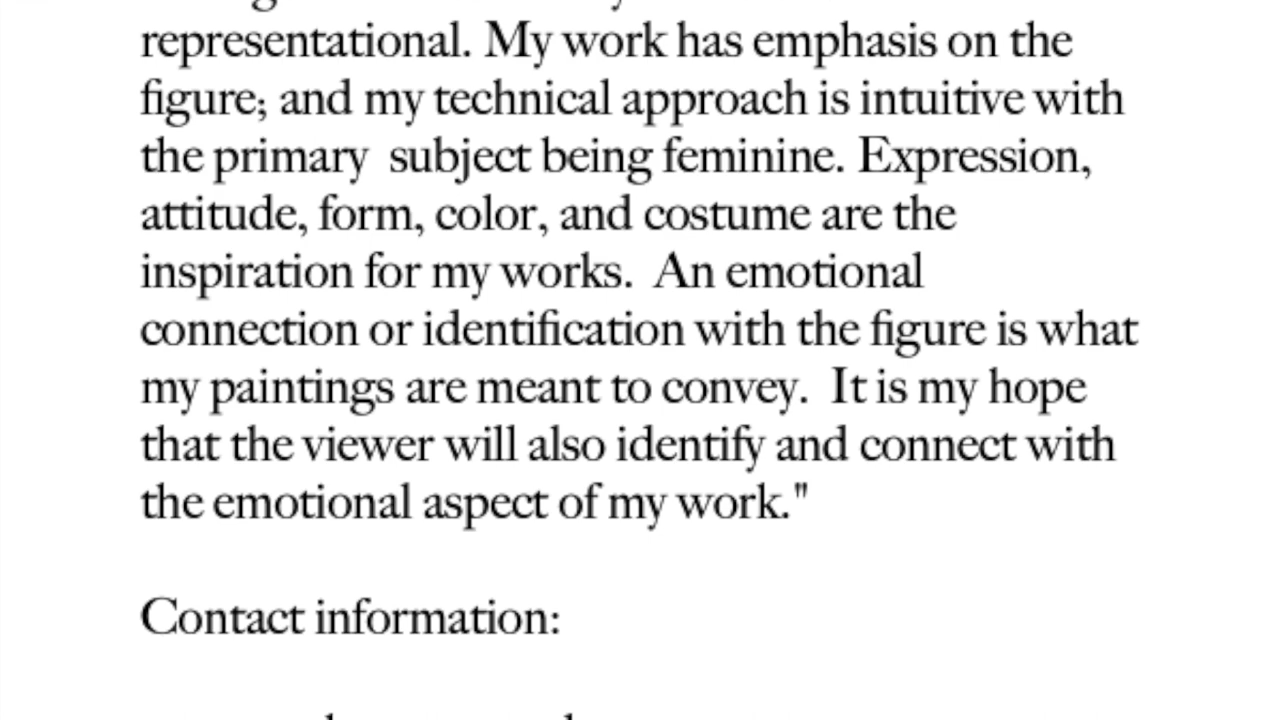 representational. My work has emphasis on the
figure; and my technical approach is intuitive with
the primary  subject being feminine. Expression,
attitude, form, color, and costume are the
inspiration for my works.  An emotional
connection or identification with the figure is what
my paintings are meant to convey.  It is my hope
that the viewer will also identify and connect with
the emotional aspect of my work."
Contact information: